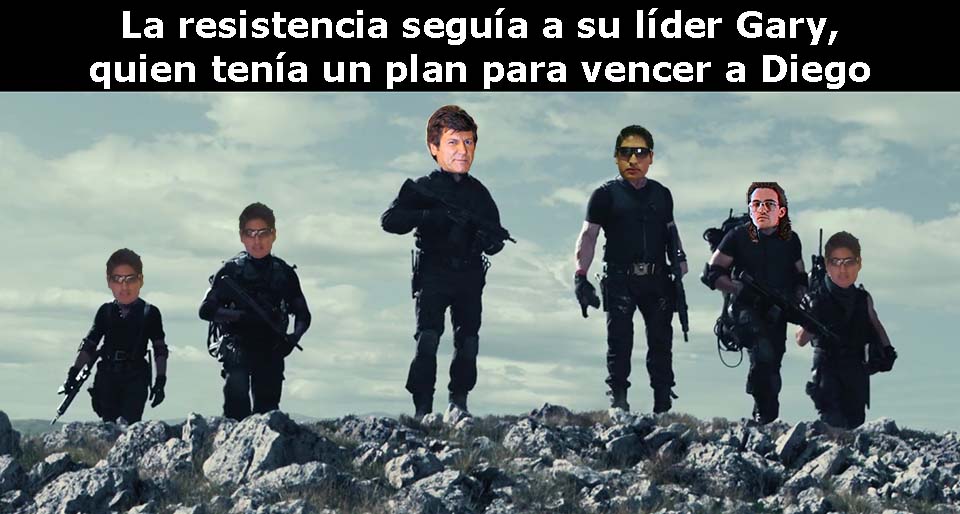 La resistencia seguía a su líder Gary,
quien tenía un plan para vencer a Diego